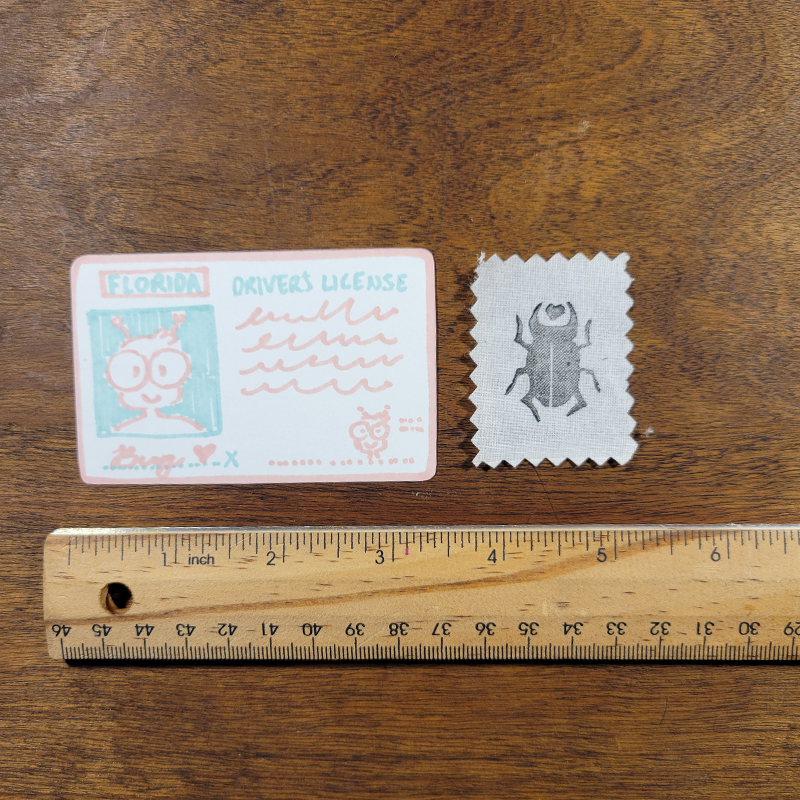 FLORIDA
DRIVER'S LICENSE
Bug X
1 inch 2 3 4 5 6
46 45 44 43 42 41 40 39 38 37 36 35 34 33 32 31 30 29